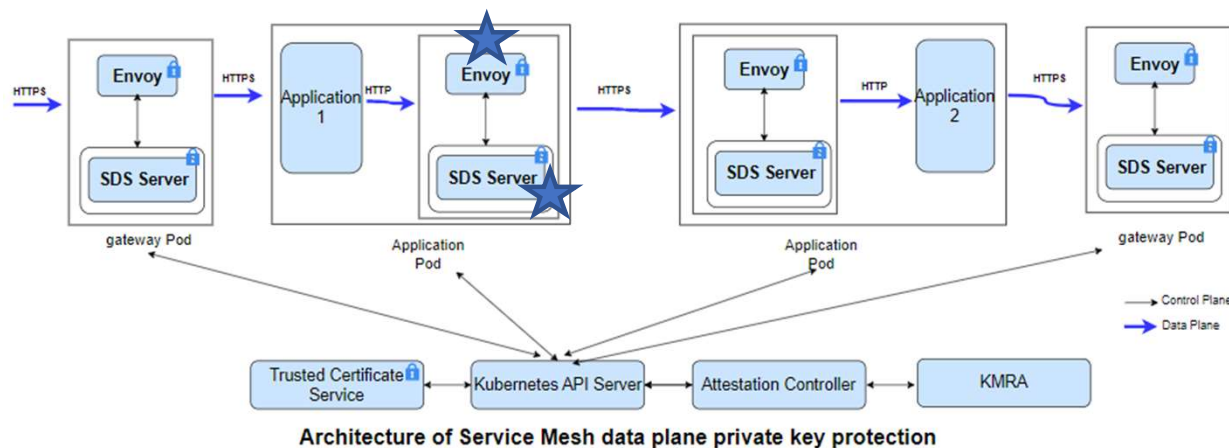 HTTPS
Envoy
SDS Server
gateway Pod
HTTPS
Application
1
HTTP
Envoy
SDS Server
Application
Pod
HTTPS
Envoy
SDS Server
HTTP
Application
2
Application
Pod
HTTPS
Envoy
SDS Server
gateway Pod
Control Plane
Data Plane
Trusted Certificate
Service
Kubernetes API Server
Attestation Controller
KMRA
Architecture of Service Mesh data plane private key protection